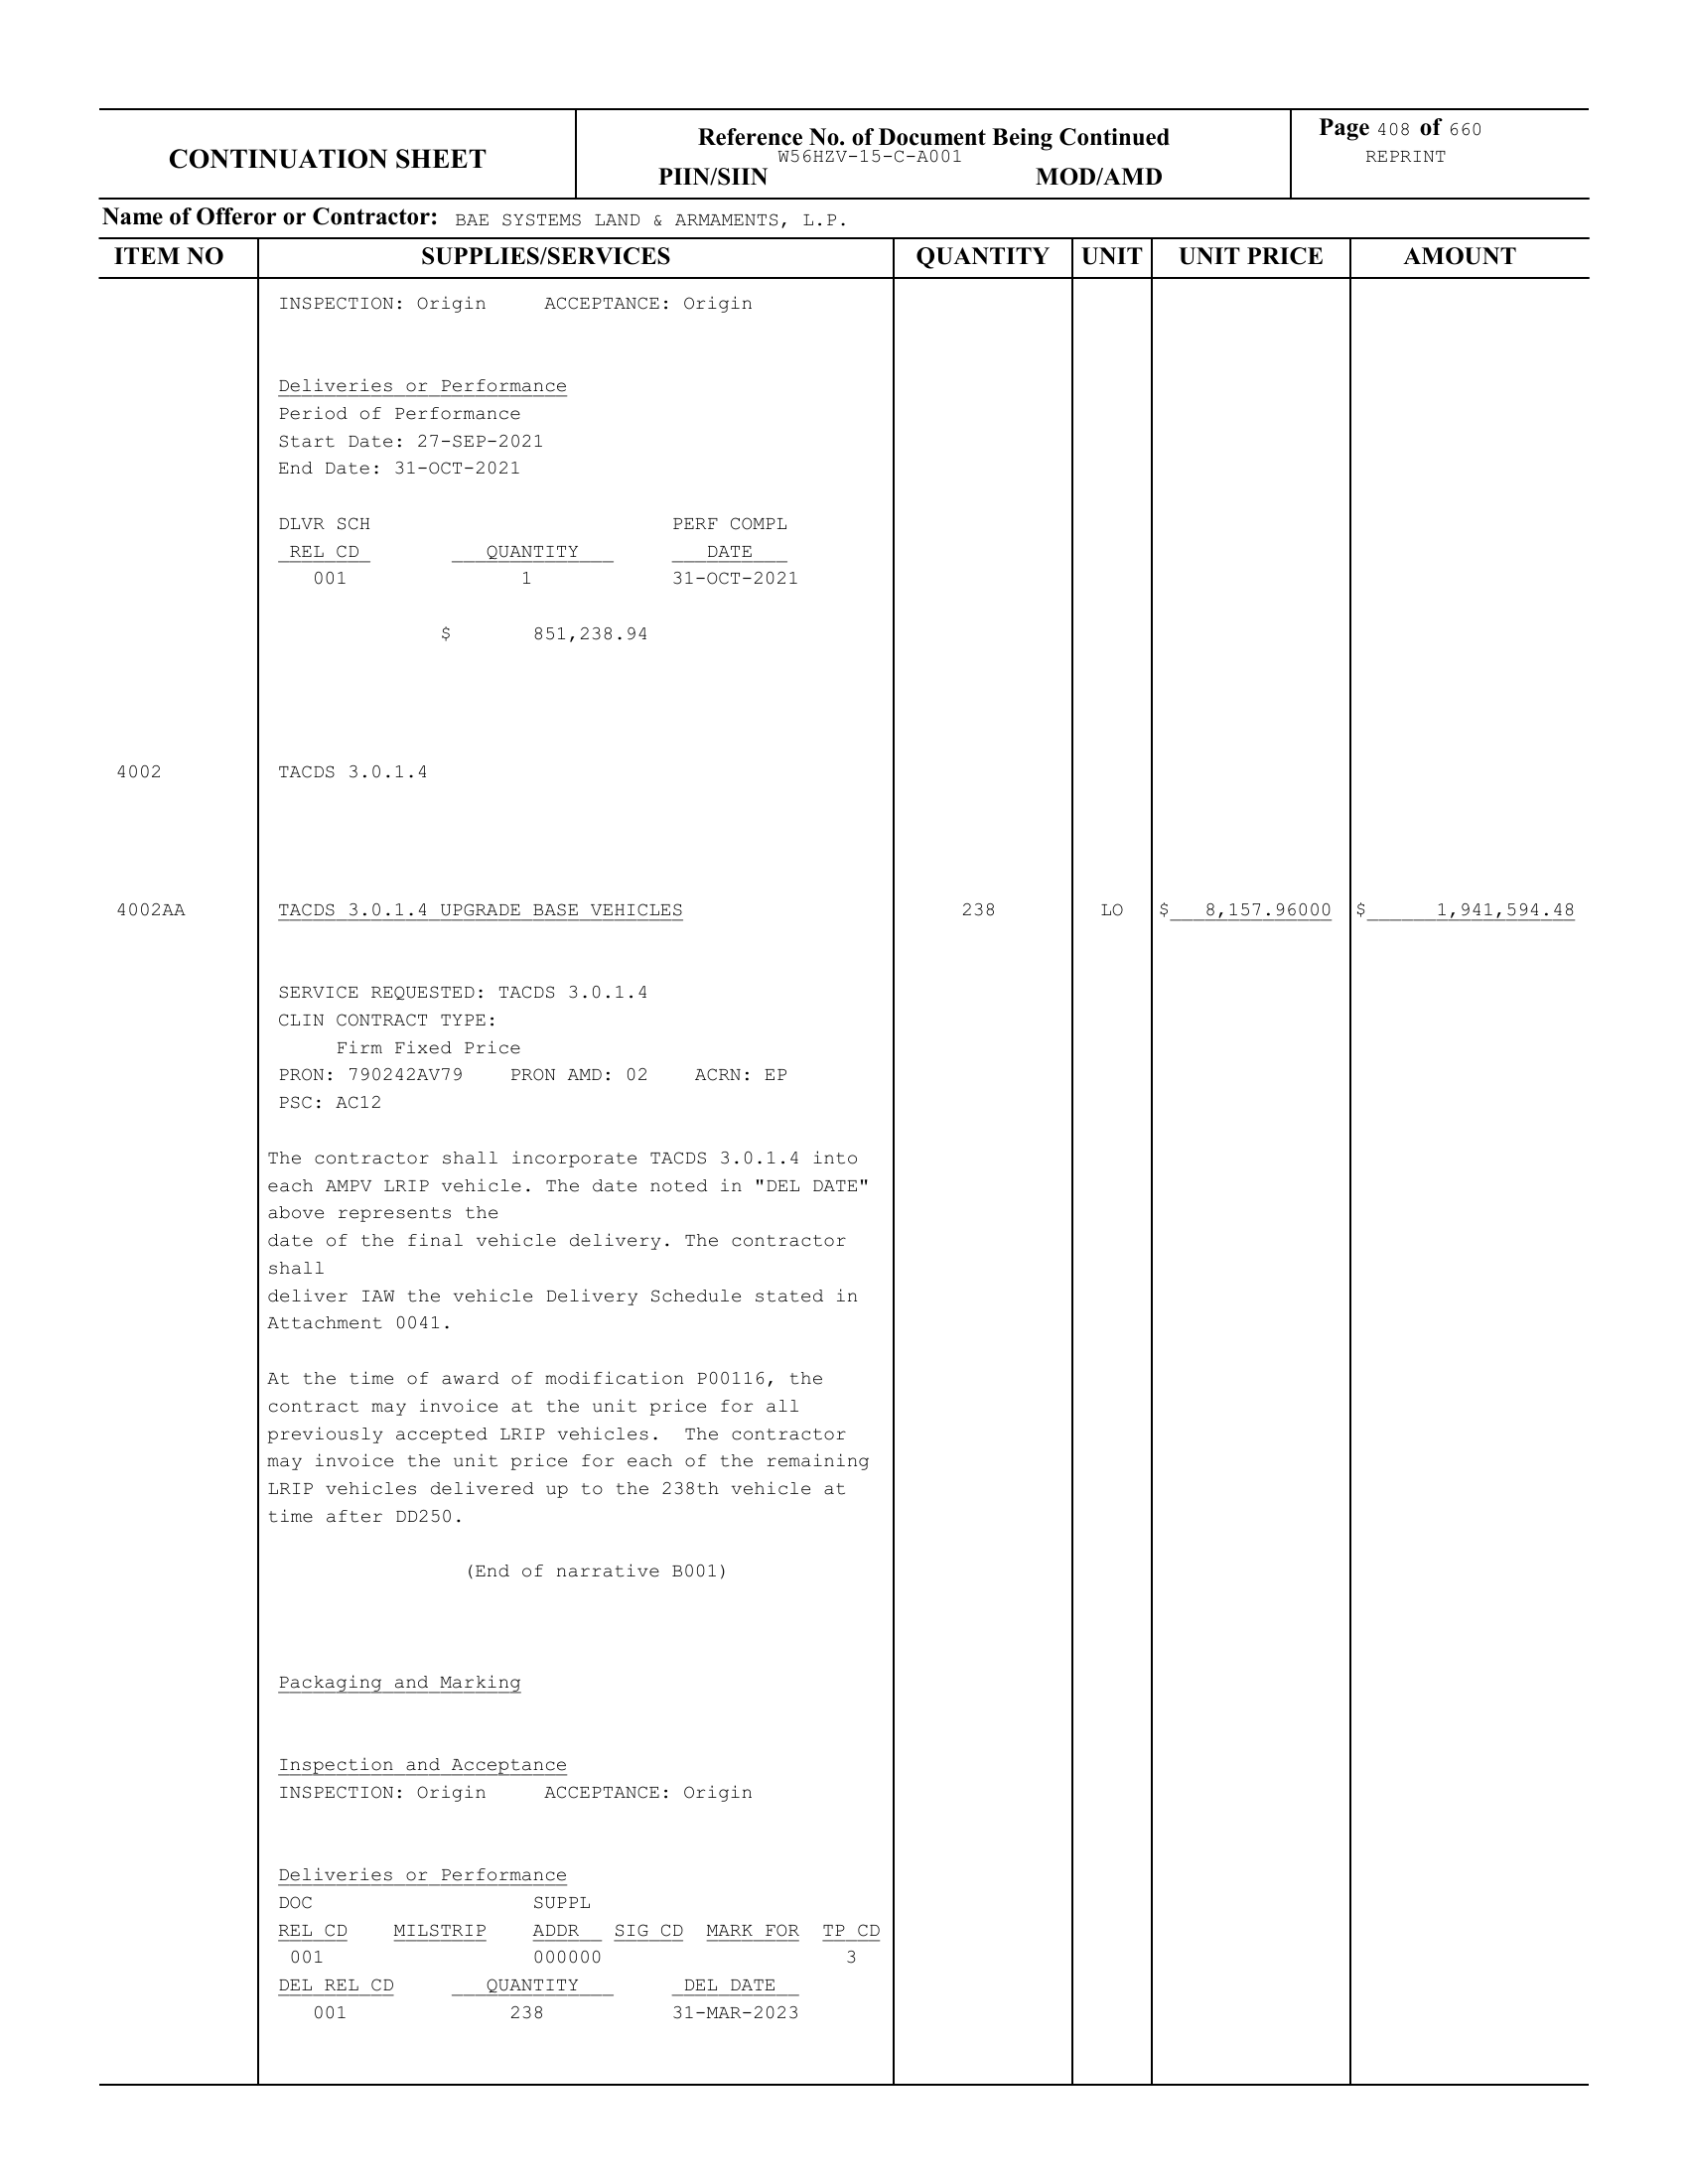 CONTINUATION SHEET
Reference No. of Document Being Continued
W56HZV-15-C-A001
PIIN/SIIN MOD/AMD
Page 408 of 660
REPRINT
Name of Offeror or Contractor: BAE SYSTEMS LAND & ARMAMENTS, L.P.
ITEM NO SUPPLIES/SERVICES QUANTITY UNIT UNIT PRICE AMOUNT
INSPECTION: Origin ACCEPTANCE: Origin
Deliveries or Performance
Period of Performance
Start Date: 27-SEP-2021
End Date: 31-OCT-2021
DLVR SCH PERF COMPL
REL CD QUANTITY DATE
001 1 31-OCT-2021
$ 851,238.94
4002 TACDS 3.0.1.4
4002AA TACDS 3.0.1.4 UPGRADE BASE VEHICLES 238 LO $ 8,157.96000 $ 1,941,594.48
SERVICE REQUESTED: TACDS 3.0.1.4
CLIN CONTRACT TYPE:
Firm Fixed Price
PRON: 790242AV79 PRON AMD: 02 ACRN: EP
PSC: AC12
The contractor shall incorporate TACDS 3.0.1.4 into
each AMPV LRIP vehicle. The date noted in "DEL DATE"
above represents the
date of the final vehicle delivery. The contractor
shall
deliver IAW the vehicle Delivery Schedule stated in
Attachment 0041.
At the time of award of modification P00116, the
contract may invoice at the unit price for all
previously accepted LRIP vehicles. The contractor
may invoice the unit price for each of the remaining
LRIP vehicles delivered up to the 238th vehicle at
time after DD250.
(End of narrative B001)
Packaging and Marking
Inspection and Acceptance
INSPECTION: Origin ACCEPTANCE: Origin
Deliveries or Performance
DOC SUPPL
REL CD MILSTRIP ADDR SIG CD MARK FOR TP CD
001 000000 3
DEL REL CD QUANTITY DEL DATE
001 238 31-MAR-2023